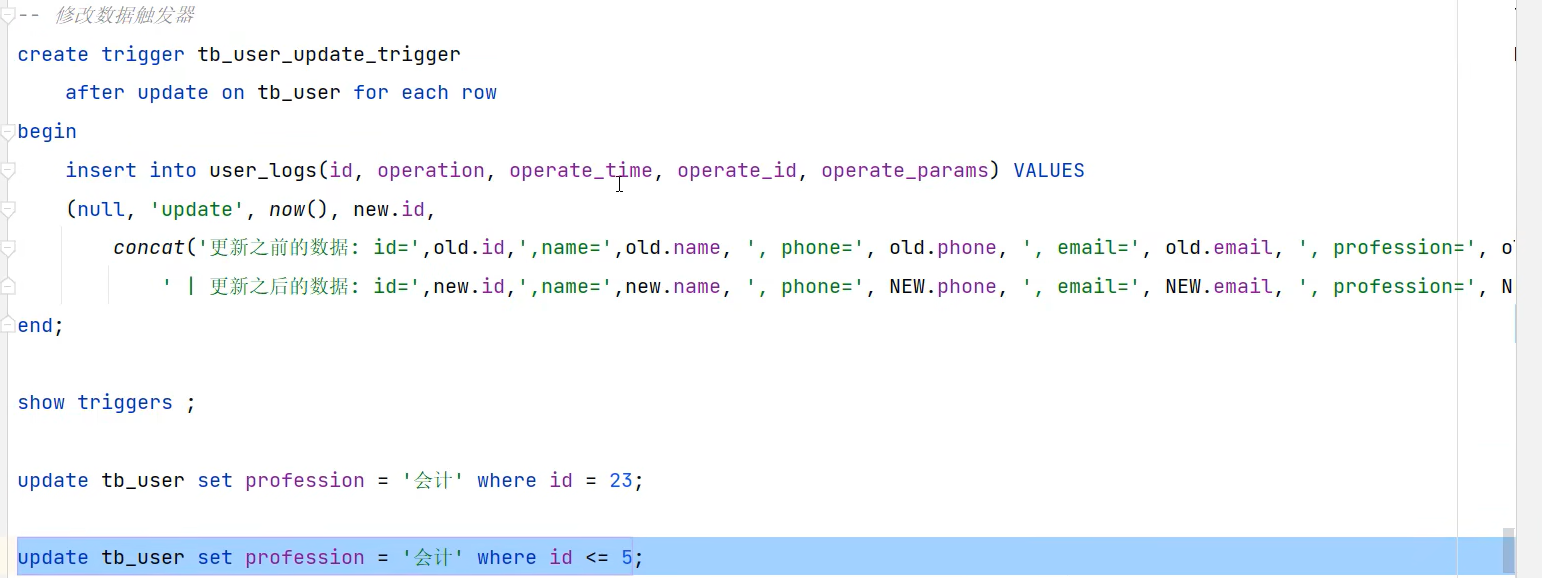 -- 修改数据触发器
create trigger tb_user_update_trigger
    after update on tb_user for each row
begin
    insert into user_logs(id, operation, operate_time, operate_id, operate_params) VALUES
    (null, 'update', now(), new.id,
        concat('更新之前的数据: id=',old.id,',name=',old.name, ', phone=', old.phone, ', email=', old.email, ', profession=',
            ' | 更新之后的数据: id=',new.id,',name=',new.name, ', phone=', NEW.phone, ', email=', NEW.email, ', profession=',
end;
show triggers ;
update tb_user set profession = '会计' where id = 23;
update tb_user set profession = '会计' where id <= 5;